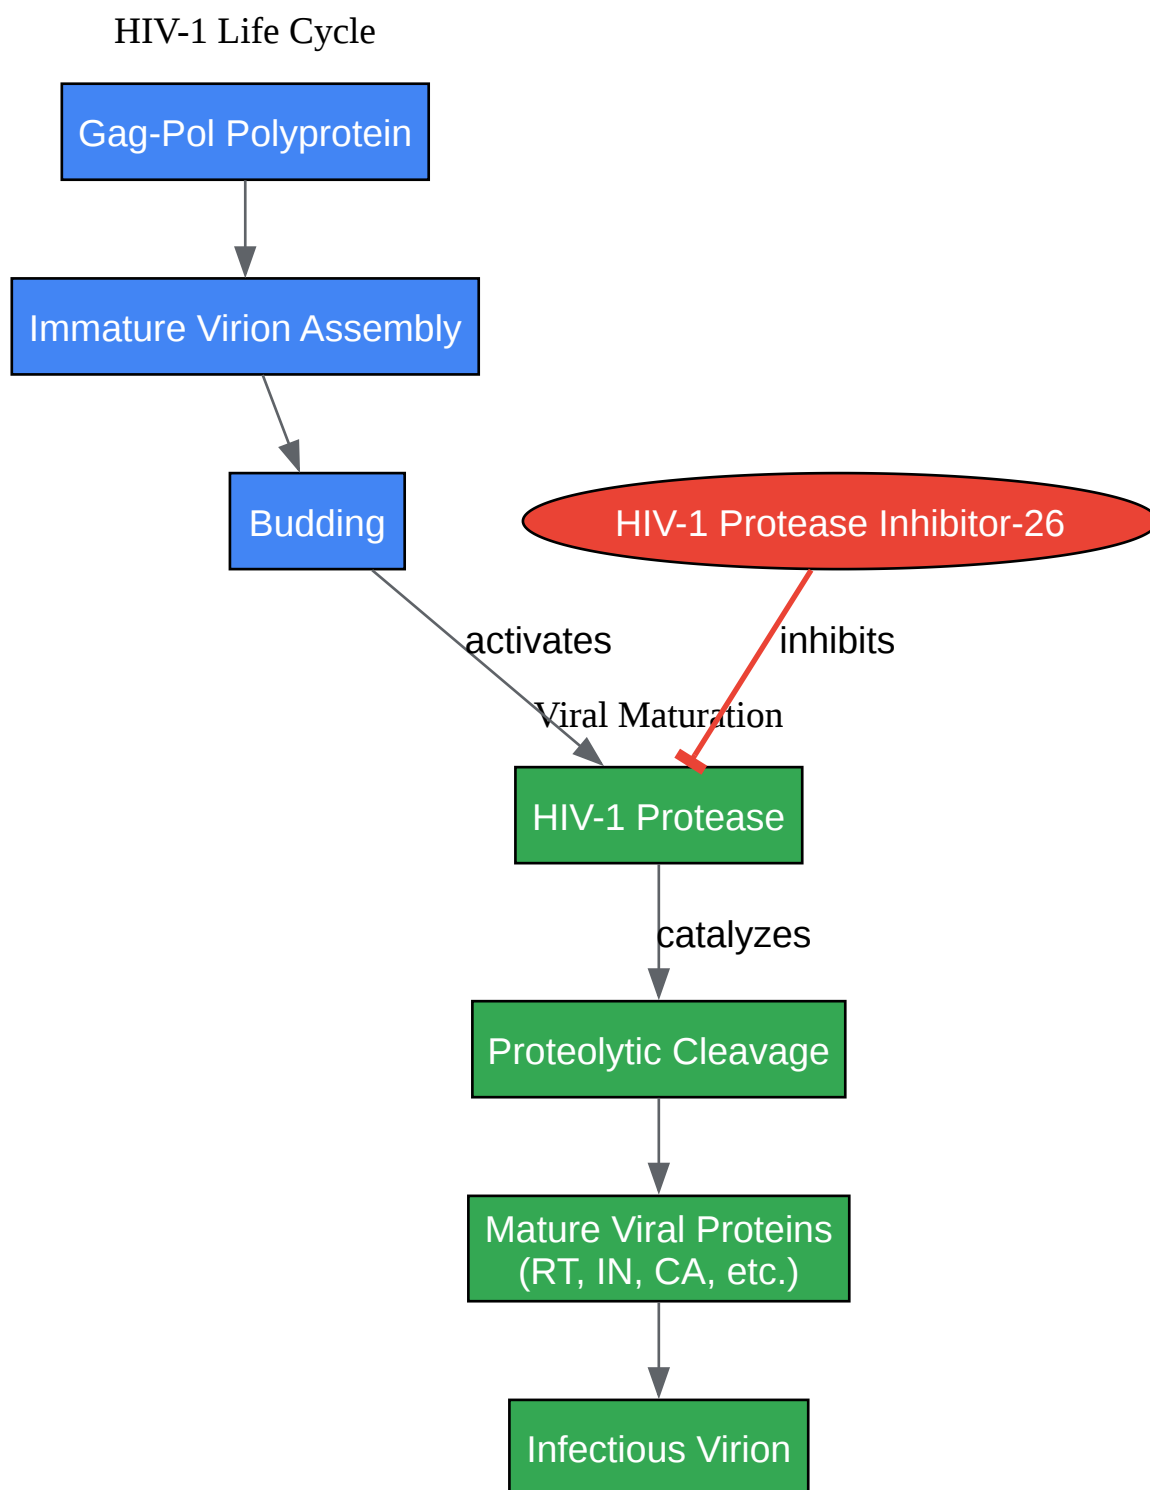 HIV-1 Life Cycle
Gag-Pol Polyprotein
Immature Virion Assembly
Budding
HIV-1 Protease Inhibitor-26
activates
inhibits
Viral Maturation
HIV-1 Protease
catalyzes
Proteolytic Cleavage
Mature Viral Proteins
(RT, IN, CA, etc.)
Infectious Virion